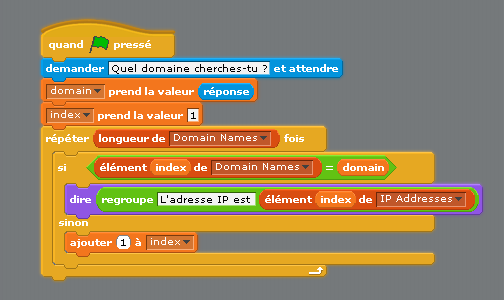 quand pressé
demander Quel domaine cherches-tu ? et attendre
domain prend la valeur réponse
index prend la valeur 1
répéter longueur de Domain Names fois
si élément index de Domain Names = domain
dire regroupe L'adresse IP est élément index de IP Addresses
sinon
ajouter 1 à index